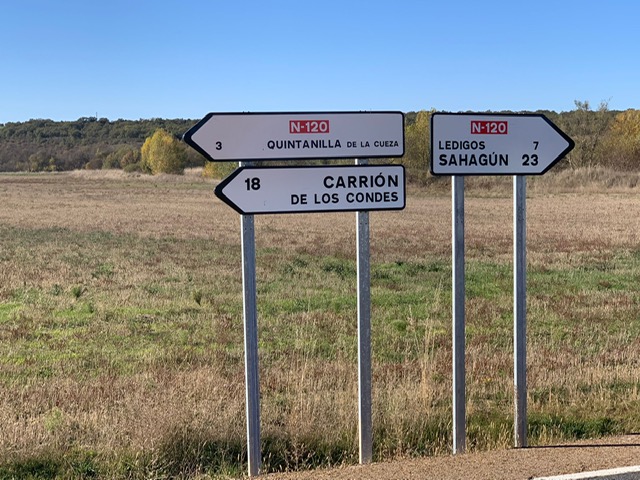 N-120
3 QUINTANILLA DE LA CUEZA
18 CARRIÓN
DE LOS CONDES
N-120
LEDIGOS 7
SAHAGÚN 23